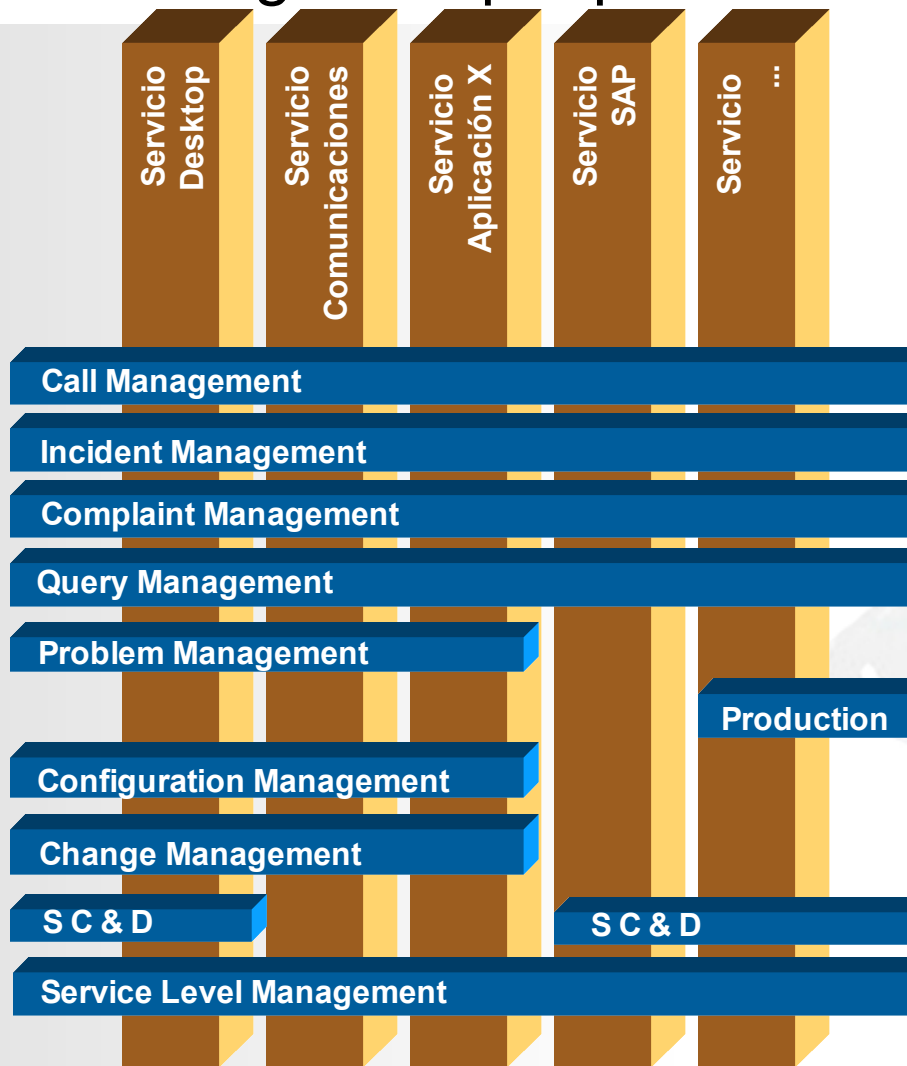 Servicio
Desktop
Servicio
Comunicaciones
Servicio
Aplicación X
Servicio
SAP
Servicio
...
Call Management
Incident Management
Complaint Management
Query Management
Problem Management
Production
Configuration Management
Change Management
S C & D
S C & D
Service Level Management